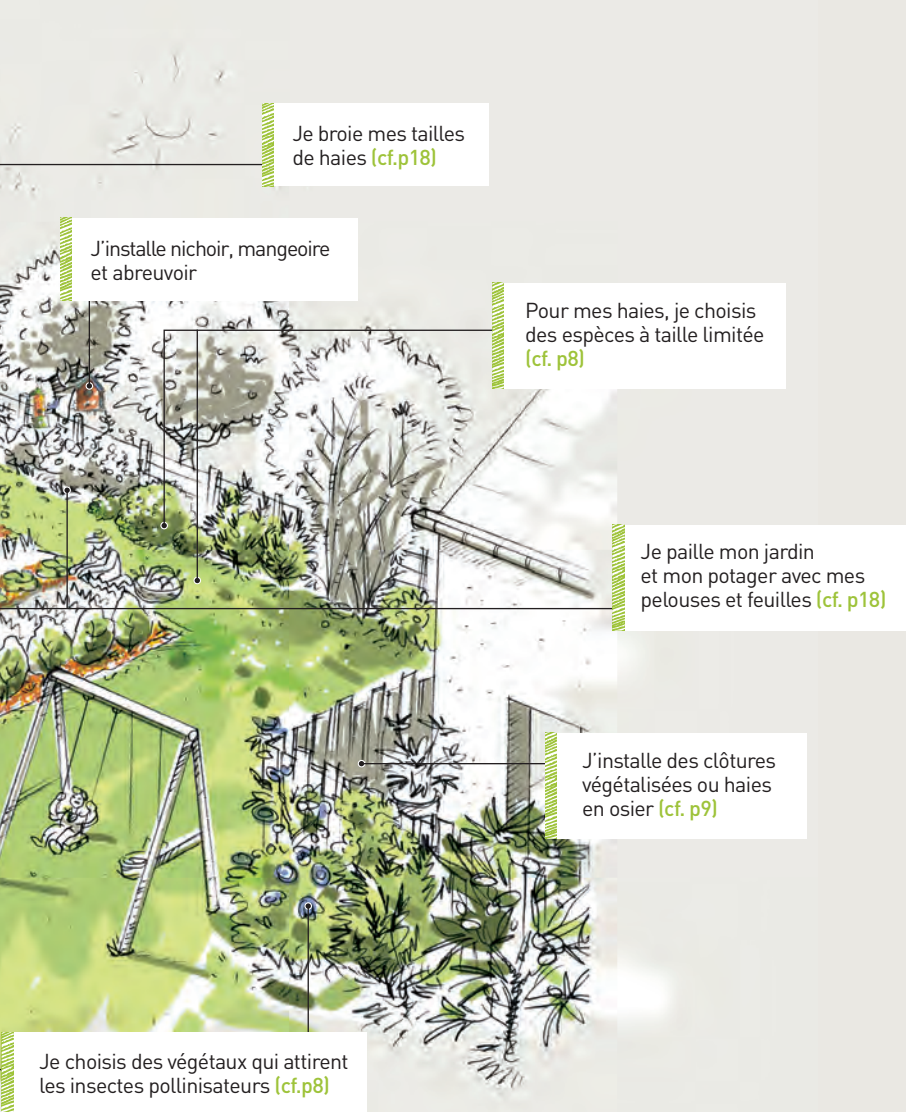 Je broie mes tailles
de haies (cf.p18)
J'installe nichoir, mangeoire
et abreuvoir
Pour mes haies, je choisis
des espèces à taille limitée
(cf. p8)
Je paille mon jardin
et mon potager avec mes
pelouses et feuilles (cf. p18)
J'installe des clôtures
végétalisées ou haies
en osier (cf. p9)
Je choisis des végétaux qui attirent
les insectes pollinisateurs (cf.p8)